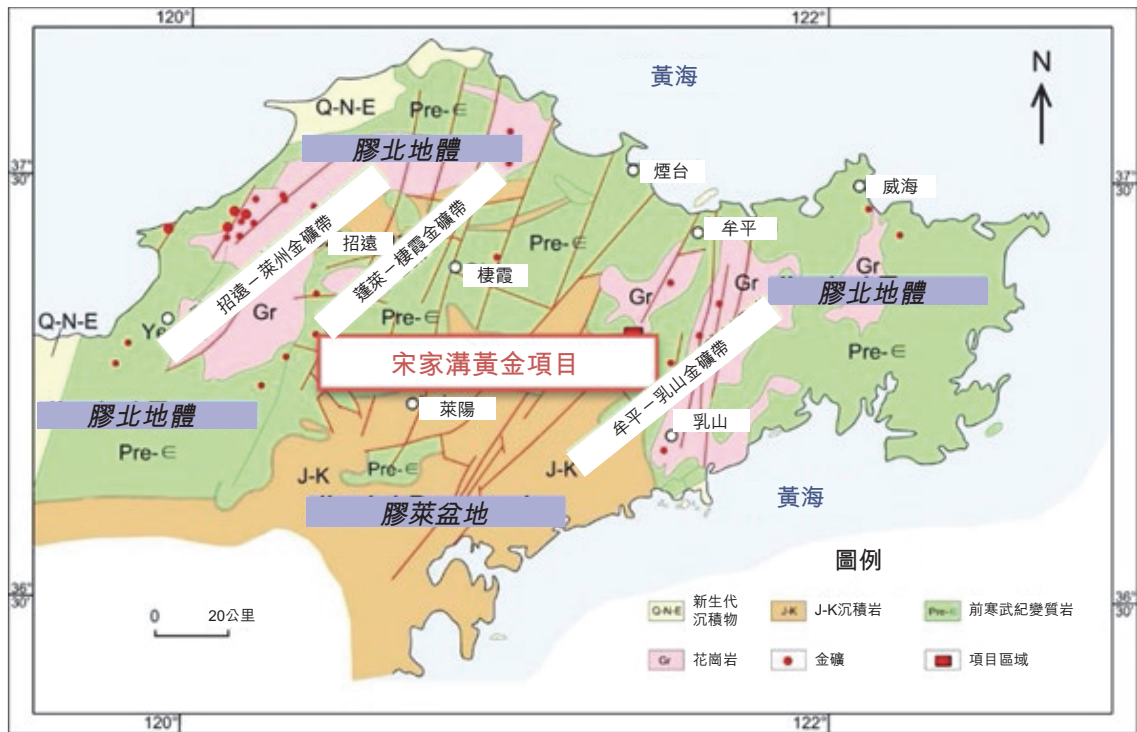 120°
122°
N
黃海
Q-N-E
Pre-∈
膠北地體
37°
30'
煙台
威海
37°
30'
招遠－萊州金礦帶
招遠
蓬萊－棲霞金礦帶
棲霞
Pre-∈
牟平
Gr
Gr
Gr
Gr
膠北地體
Q-N-E
Ye
Pre-∈
宋家溝黃金項目
Pre-∈
牟平－乳山金礦帶
膠北地體
萊陽
乳山
Pre-∈
J-K
Pre-∈
J-K
膠萊盆地
黃海
圖例
36°
30'
36°
30'
0 20公里
Q-N-E 新生代
沉積物
J-K J-K沉積岩
Pre-∈ 前寒武紀變質岩
Gr 花崗岩
金礦
項目區域
120°
122°